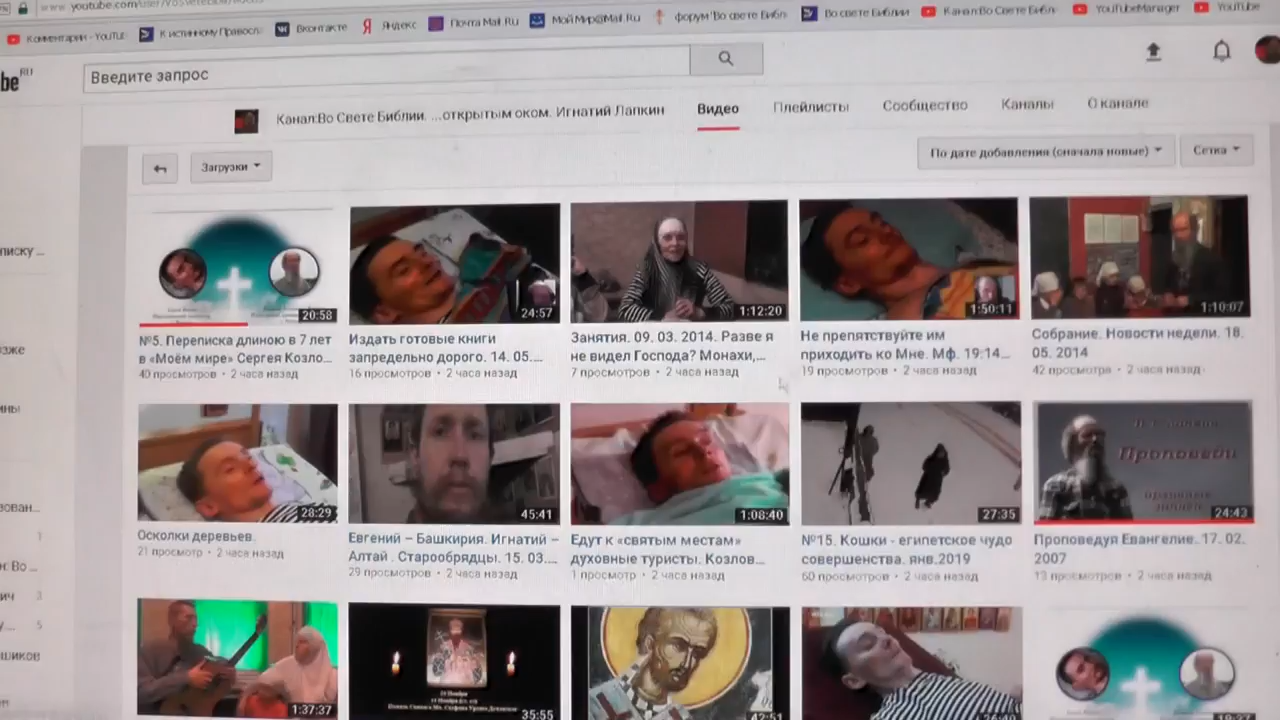 www.youtube.com/user/
Комментарии - YouTu
К истинному Правосл
Вконтакте
Яндекс
Почта Mail.Ru
МойМир@Mail.Ru
форум "Во свете Библ
Во свете Библии
Канал:Во Свете Библ
YouTubeManager
YouTube
be RU
Введите запрос
Канал:Во Свете Библии. ...открытым оком. Игнатий Лапкин
Видео
Плейлисты
Сообщество
Каналы
О канале
Загрузки
По дате добавления (сначала новые)
Сетка
20:58
24:57
1:12:20
1:50:11
1:10:07
№5. Переписка длиною в 7 лет
в «Моём мире» Сергея Козло...
40 просмотров • 2 часа назад
Издать готовые книги
запредельно дорого. 14. 05....
16 просмотров • 2 часа назад
Занятия. 09. 03. 2014. Разве я
не видел Господа? Монахи,...
7 просмотров • 2 часа назад
Не препятствуйте им
приходить ко Мне. Мф. 19:14...
19 просмотров • 2 часа назад
Собрание. Новости недели. 18.
05. 2014
42 просмотра • 2 часа назад
Проповеди
28:29
45:41
1:08:40
27:35
24:43
Осколки деревьев.
21 просмотр • 2 часа назад
Евгений – Башкирия. Игнатий –
Алтай . Старообрядцы. 15. 03....
29 просмотров • 2 часа назад
Едут к «святым местам»
духовные туристы. Козлов...
1 просмотр • 2 часа назад
№15. Кошки - египетское чудо
совершенства. янв.2019
60 просмотров • 2 часа назад
Проповедуя Евангелие. 17. 02.
2007
13 просмотров • 2 часа назад
1:37:37
35:55
42:51
26:40